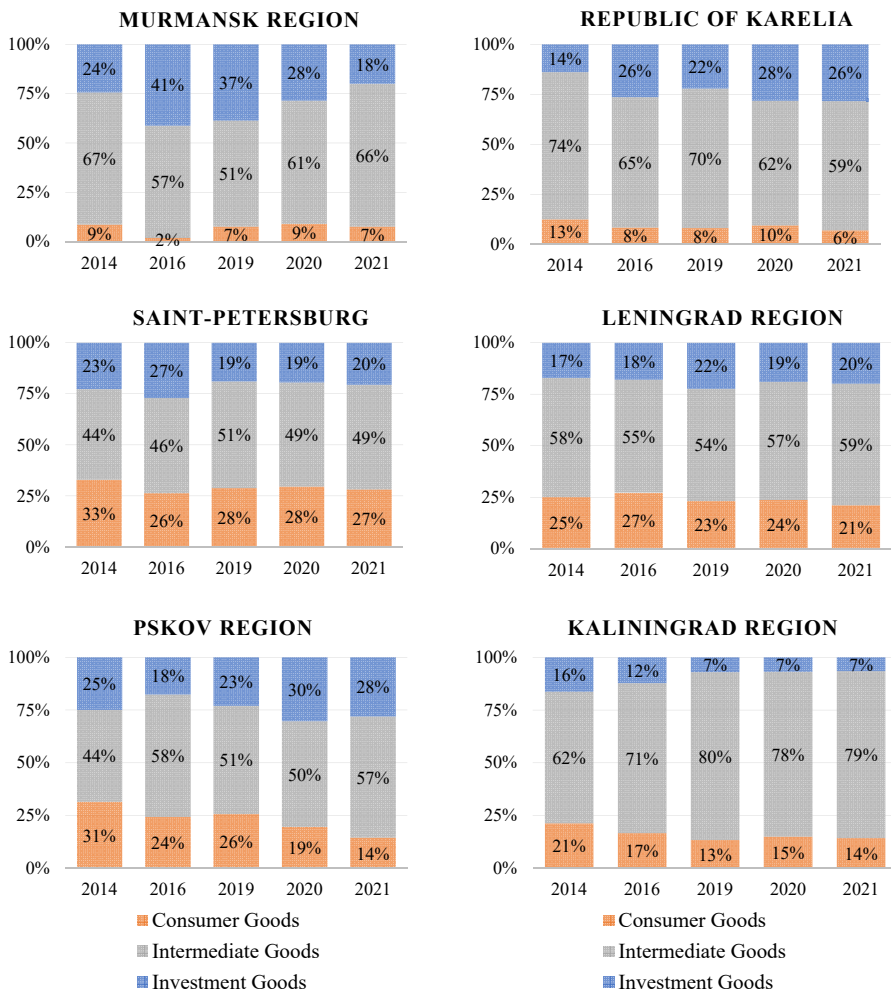 MURMANSK REGION
100%
75%
50%
25%
0%
24% 41% 37% 28% 18%
67% 57% 51% 61% 66%
9% 2% 7% 9% 7%
2014 2016 2019 2020 2021
REPUBLIC OF KARELIA
100%
75%
50%
25%
0%
14% 26% 22% 28% 26%
74% 65% 70% 62% 59%
13% 8% 8% 10% 6%
2014 2016 2019 2020 2021
SAINT-PETERSBURG
100%
75%
50%
25%
0%
23% 27% 19% 19% 20%
44% 46% 51% 49% 49%
33% 26% 28% 28% 27%
2014 2016 2019 2020 2021
LENINGRAD REGION
100%
75%
50%
25%
0%
17% 18% 22% 19% 20%
58% 55% 54% 57% 59%
25% 27% 23% 24% 21%
2014 2016 2019 2020 2021
PSKOV REGION
100%
75%
50%
25%
0%
25% 18% 23% 30% 28%
44% 58% 51% 50% 57%
31% 24% 26% 19% 14%
2014 2016 2019 2020 2021
Consumer Goods
Intermediate Goods
Investment Goods
KALININGRAD REGION
100%
75%
50%
25%
0%
16% 12% 7% 7% 7%
62% 71% 80% 78% 79%
21% 17% 13% 15% 14%
2014 2016 2019 2020 2021
Consumer Goods
Intermediate Goods
Investment Goods